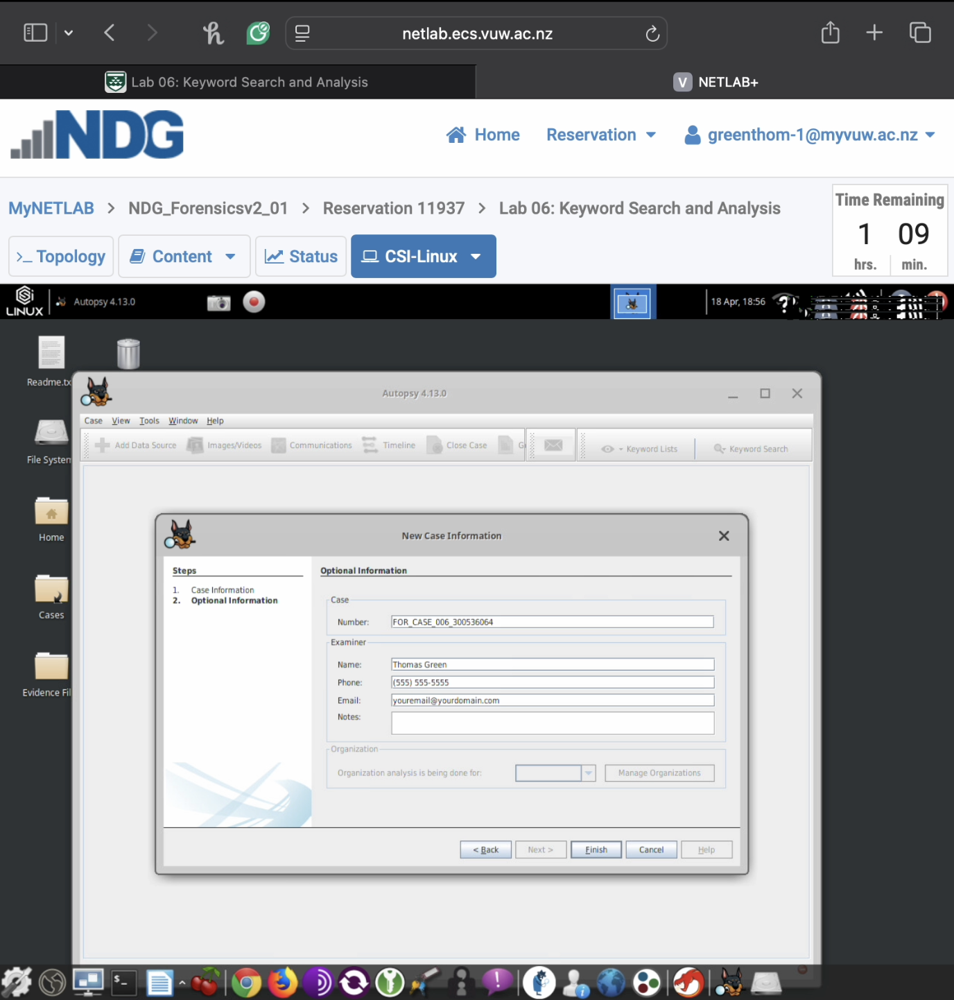 netlab.ecs.vuw.ac.nz
Lab 06: Keyword Search and Analysis
V NETLAB+
NDG
Home
Reservation
greenthom-1@myvuw.ac.nz
MyNETLAB > NDG_Forensicsv2_01 > Reservation 11937 > Lab 06: Keyword Search and Analysis
Time Remaining
1 09
hrs. min.
>_ Topology
Content
Status
CSI-Linux
LINUX
Autopsy 4.13.0
18 Apr, 18:56
Readme.tx
File System
Home
Cases
Evidence Fil
Autopsy 4.13.0
Case View Tools Window Help
Add Data Source
Images/Videos
Communications
Timeline
Close Case
Keyword Lists
Keyword Search
New Case Information
Steps
1. Case Information
2. Optional Information
Optional Information
Case
Number: FOR_CASE_006_300536064
Examiner
Name: Thomas Green
Phone: (555) 555-5555
Email: youremail@yourdomain.com
Notes:
Organization
Organization analysis is being done for:
Manage Organizations
< Back
Next >
Finish
Cancel
Help
$_